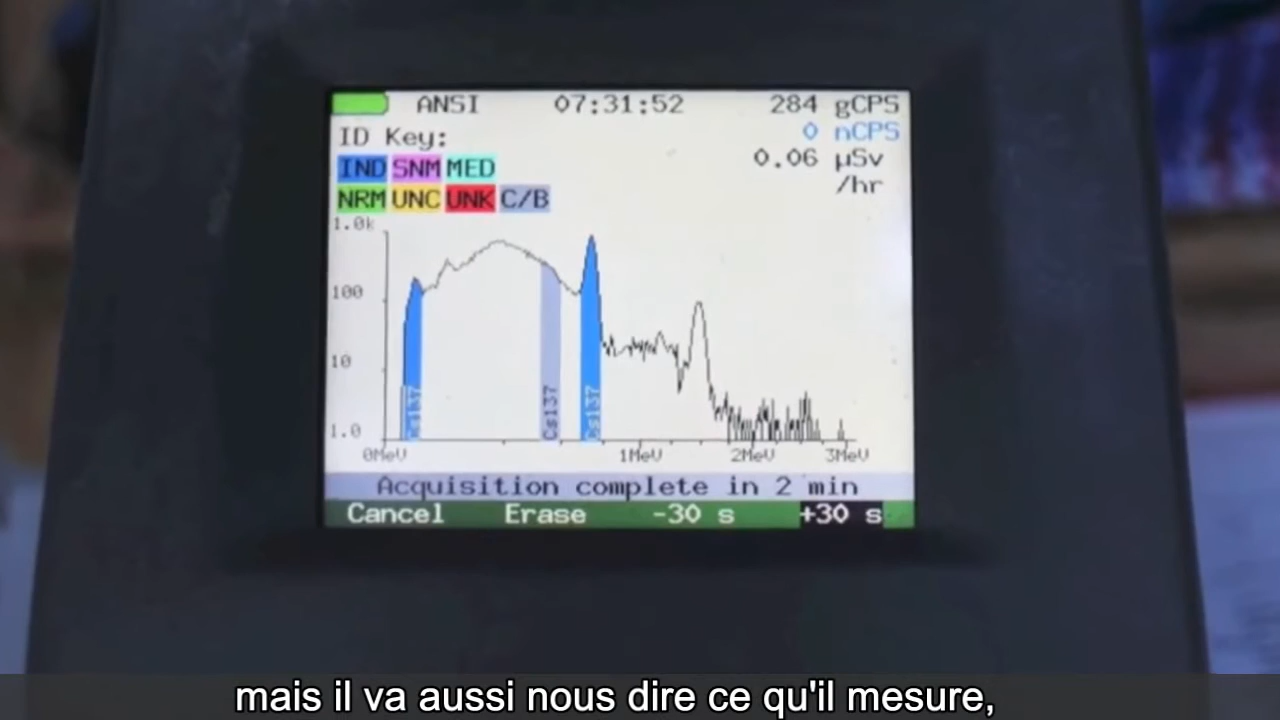 ANSI 07:31:52 284 gCPS
ID Key: 0 nCPS
IND SNM MED 0.06 µSv
/hr
NRM UNC UNK C/B
1.0k
100
10
1.0
Cs137 Cs137 Cs137
0MeV 1MeV 2MeV 3MeV
Acquisition complete in 2 min
Cancel Erase -30 s +30 s
mais il va aussi nous dire ce qu'il mesure,